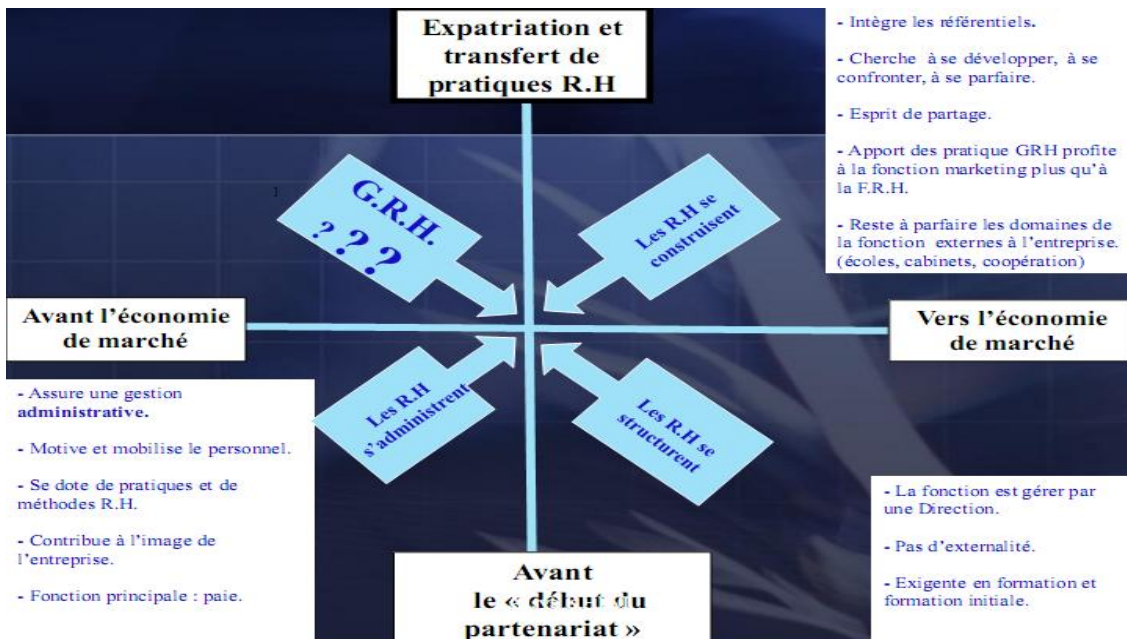 Expatriation et
transfert de
pratiques R.H
- Intègre les référentiels.
- Cherche à se développer, à se
confronter, à se parfaire.
- Esprit de partage.
- Apport des pratique GRH profite
à la fonction marketing plus qu'à
la F.R.H.
- Reste à parfaire les domaines de
la fonction externes à l'entreprise.
(écoles, cabinets, coopération)
G.R.H.
? ? ?
Les R.H se
construisent
Avant l'économie
de marché
Vers l'économie
de marché
Les R.H
s'administrent
Les R.H se
structurent
- Assure une gestion
administrative.
- Motive et mobilise le personnel.
- Se dote de pratiques et de
méthodes R.H.
- Contribue à l'image de
l'entreprise.
- Fonction principale : paie.
- La fonction est gérer par
une Direction.
- Pas d'externalité.
- Exigente en formation et
formation initiale.
Avant
le « début du
partenariat »